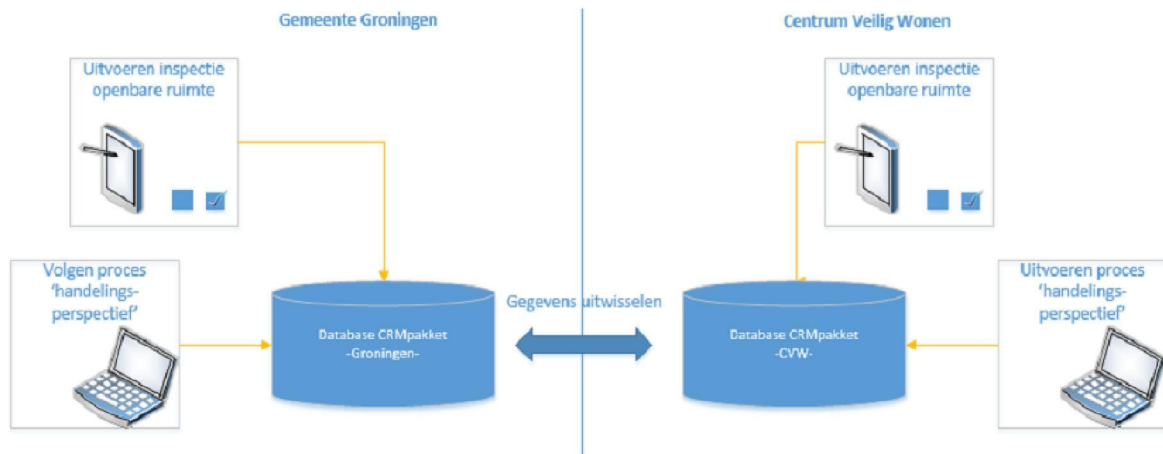 Gemeente Groningen
Centrum Veilig Wonen
Uitvoeren inspectie
openbare ruimte
Uitvoeren inspectie
openbare ruimte
Volgen proces
'handelings-
perspectief'
Database CRMpakket
-Groningen-
Gegevens uitwisselen
Database CRMpakket
-CVW-
Uitvoeren proces
'handelings-
perspectief'